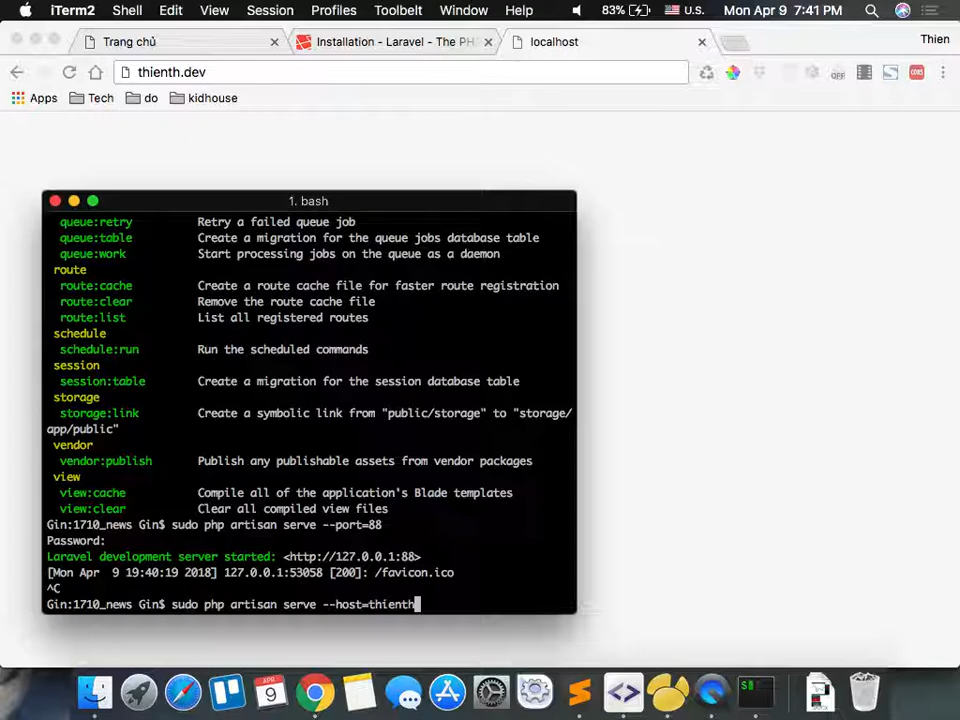 iTerm2 Shell Edit View Session Profiles Toolbelt Window Help 83% U.S. Mon Apr 9 7:41 PM
Trang chủ Installation - Laravel - The PH localhost Thien
thienth.dev OFF CORS
Apps Tech do kidhouse
1. bash
queue:retry Retry a failed queue job
queue:table Create a migration for the queue jobs database table
queue:work Start processing jobs on the queue as a daemon
route
route:cache Create a route cache file for faster route registration
route:clear Remove the route cache file
route:list List all registered routes
schedule
schedule:run Run the scheduled commands
session
session:table Create a migration for the session database table
storage
storage:link Create a symbolic link from "public/storage" to "storage/
app/public"
vendor
vendor:publish Publish any publishable assets from vendor packages
view
view:cache Compile all of the application's Blade templates
view:clear Clear all compiled view files
Gin:1710_news Gin$ sudo php artisan serve --port=88
Password:
Laravel development server started: <http://127.0.0.1:88>
[Mon Apr  9 19:40:19 2018] 127.0.0.1:53058 [200]: /favicon.ico
^C
Gin:1710_news Gin$ sudo php artisan serve --host=thienth
APR
9
$